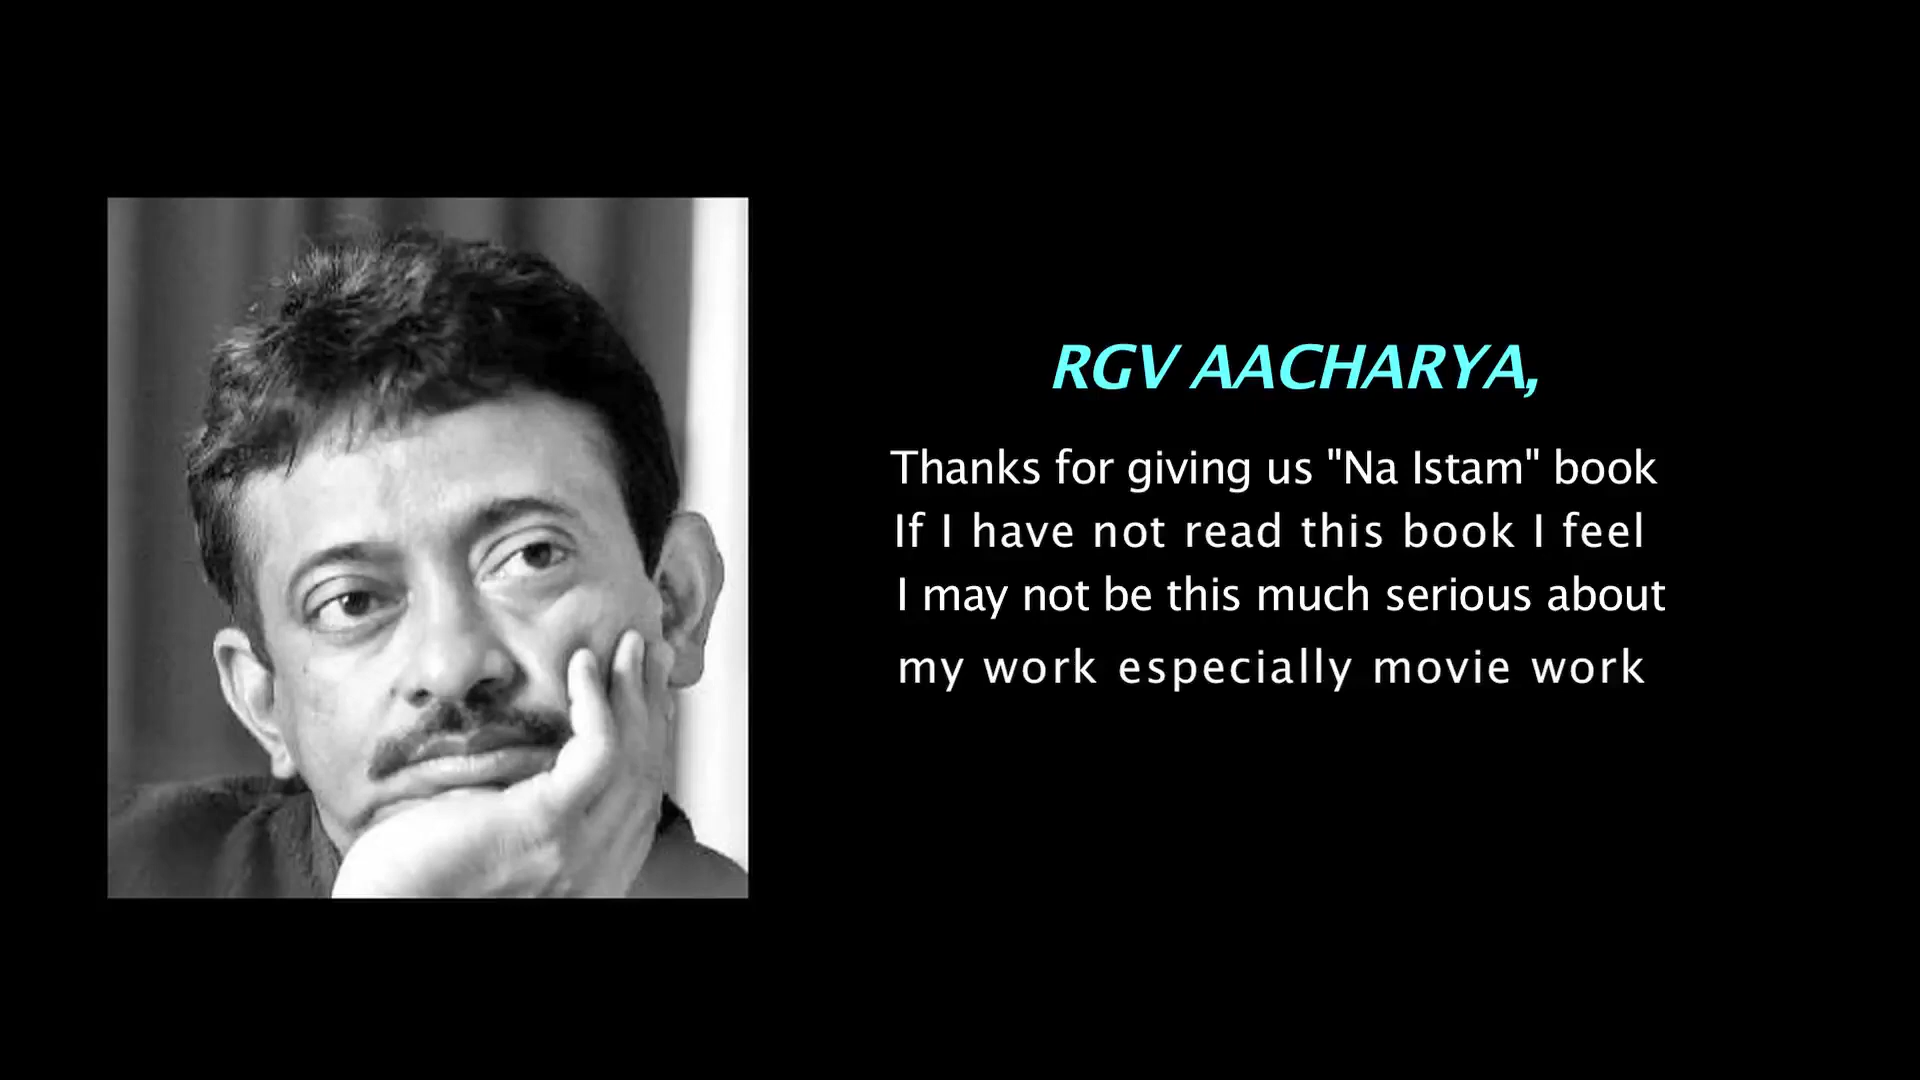 RGV AACHARYA,
Thanks for giving us "Na Istam" book
If I have not read this book I feel
I may not be this much serious about
my work especially movie work